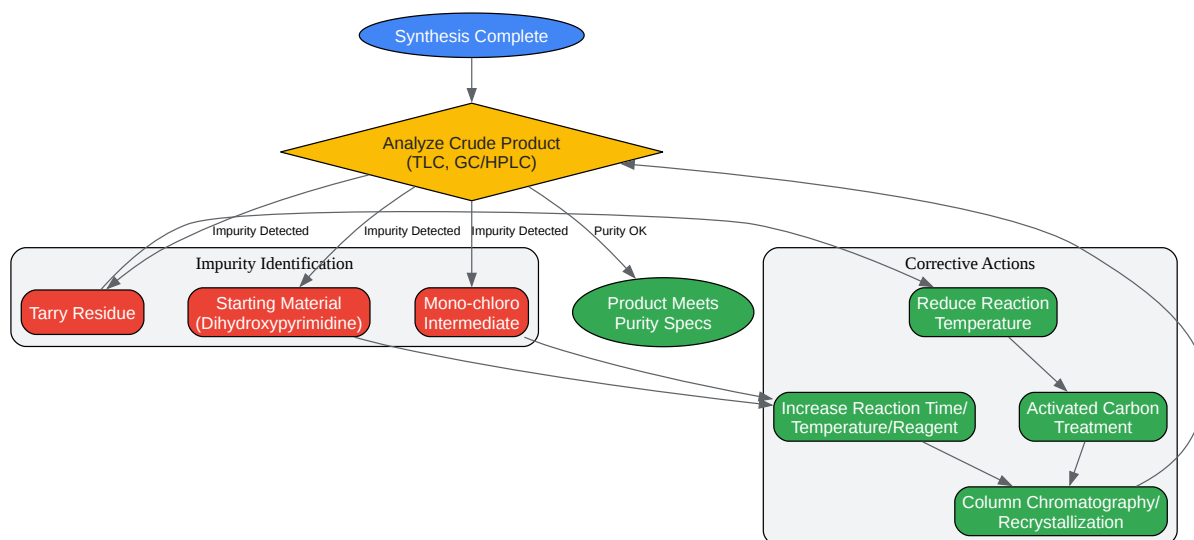 Synthesis Complete
Analyze Crude Product
(TLC, GC/HPLC)
Impurity Detected
Impurity Detected
Impurity Detected
Purity OK
Impurity Identification
Tarry Residue
Starting Material
(Dihydroxypyrimidine)
Mono-chloro
Intermediate
Product Meets
Purity Specs
Corrective Actions
Reduce Reaction
Temperature
Increase Reaction Time/
Temperature/Reagent
Activated Carbon
Treatment
Column Chromatography/
Recrystallization